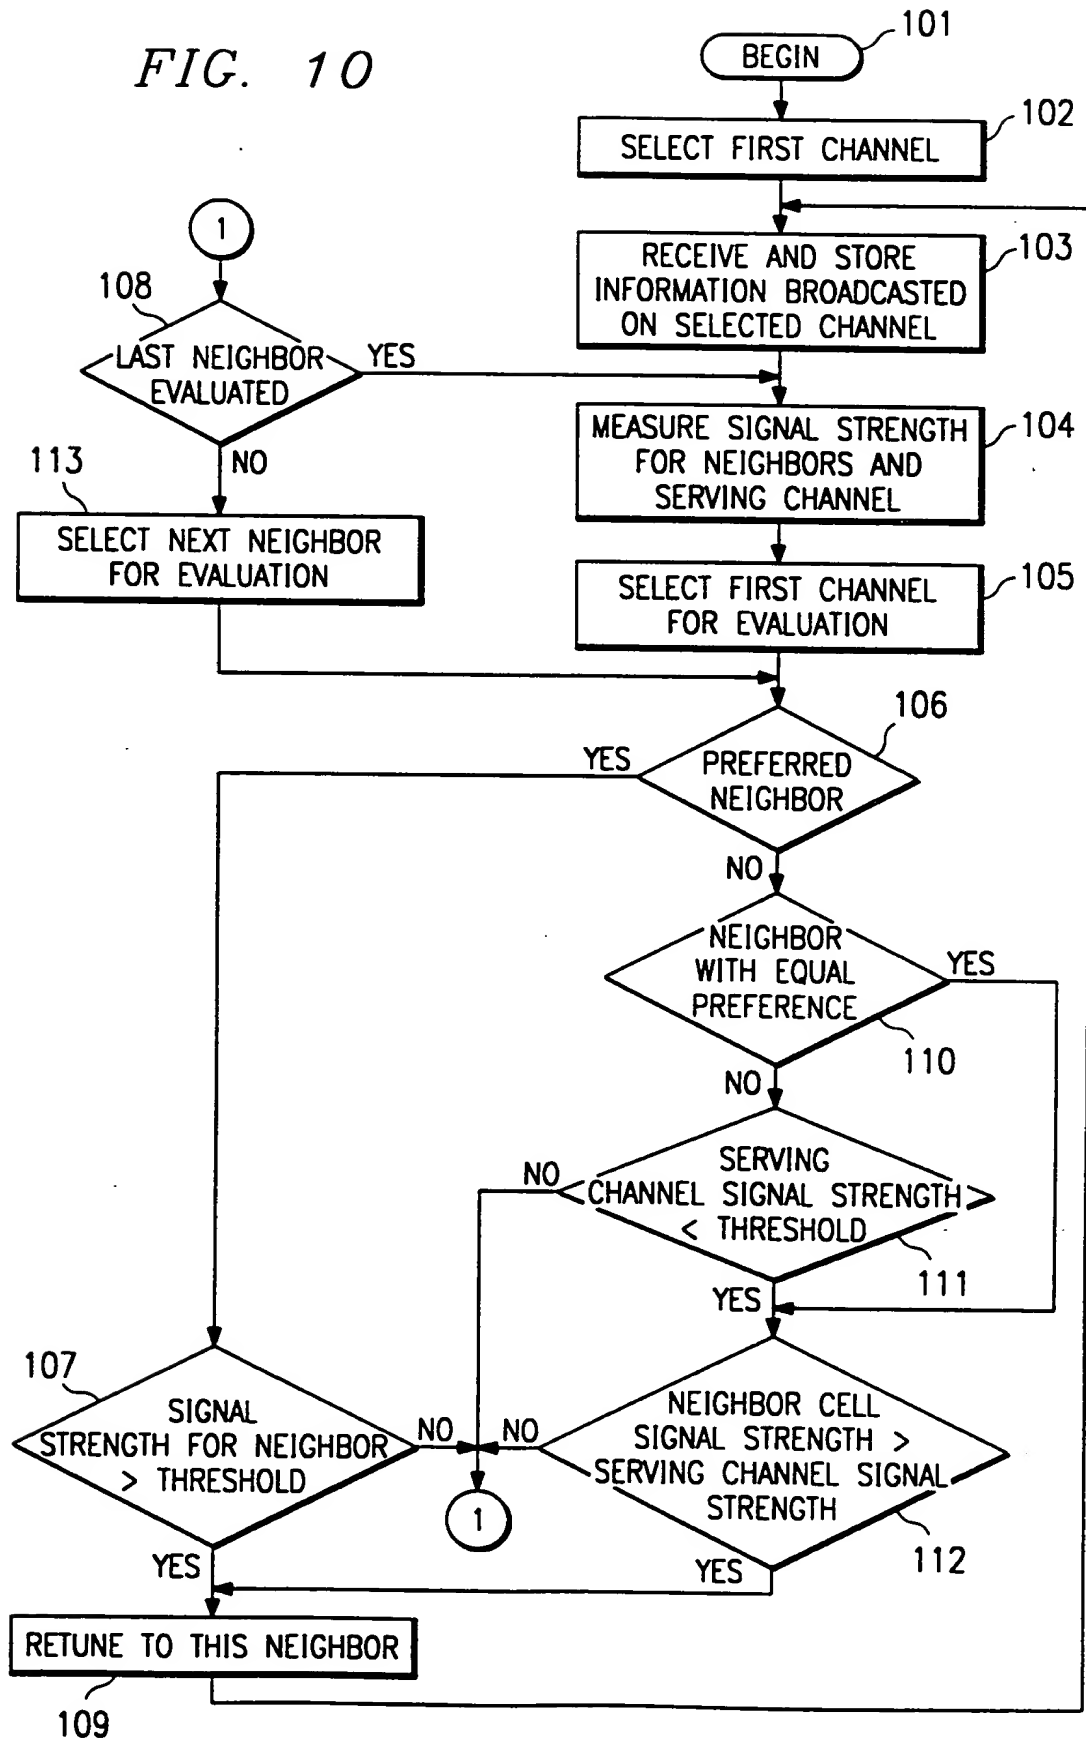 FIG. 10
101
BEGIN
102
SELECT FIRST CHANNEL
1
103
RECEIVE AND STORE
INFORMATION BROADCASTED
ON SELECTED CHANNEL
108
LAST NEIGHBOR
EVALUATED
YES
NO
104
MEASURE SIGNAL STRENGTH
FOR NEIGHBORS AND
SERVING CHANNEL
113
SELECT NEXT NEIGHBOR
FOR EVALUATION
105
SELECT FIRST CHANNEL
FOR EVALUATION
106
YES
PREFERRED
NEIGHBOR
NO
NEIGHBOR
WITH EQUAL
PREFERENCE
YES
110
NO
NO
SERVING
CHANNEL SIGNAL STRENGTH
< THRESHOLD
111
YES
107
SIGNAL
STRENGTH FOR NEIGHBOR
> THRESHOLD
NO
NO
NEIGHBOR CELL
SIGNAL STRENGTH >
SERVING CHANNEL SIGNAL
STRENGTH
1
112
YES
YES
RETUNE TO THIS NEIGHBOR
109